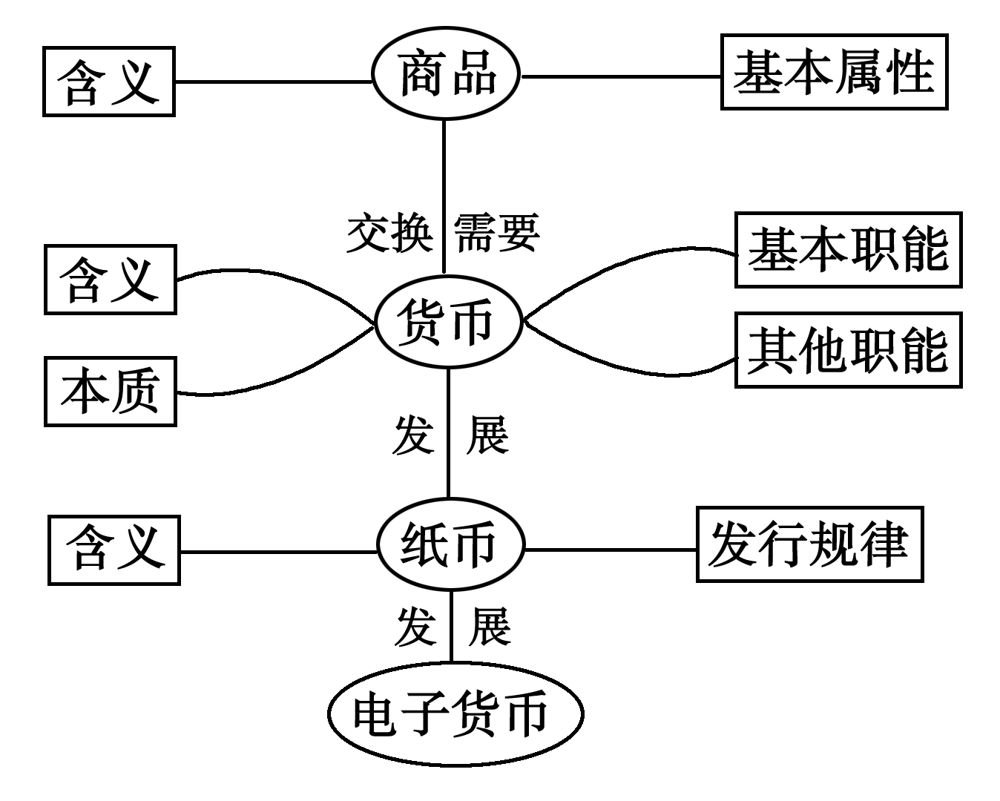 含义
商品
基本属性
交换 需要
含义
货币
基本职能
本质
其他职能
发 展
含义
纸币
发行规律
发 展
电子货币